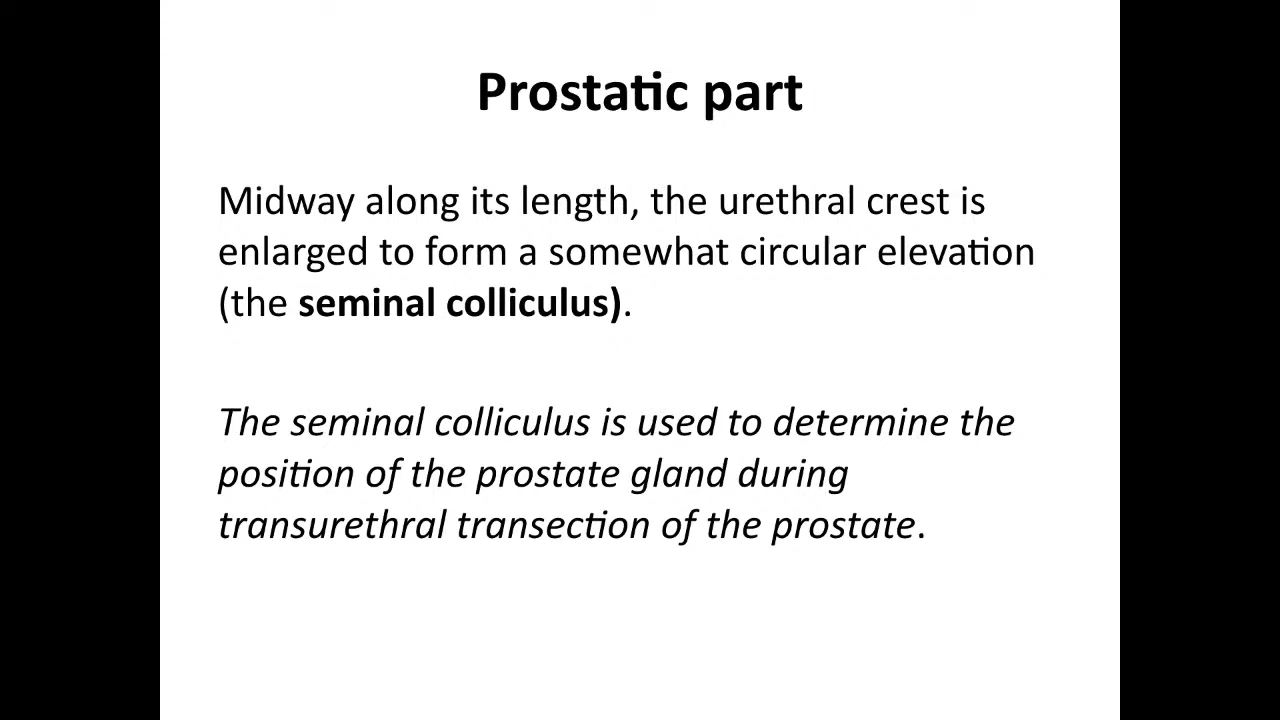 Prostatic part
Midway along its length, the urethral crest is
enlarged to form a somewhat circular elevation
(the seminal colliculus).
The seminal colliculus is used to determine the
position of the prostate gland during
transurethral transection of the prostate.